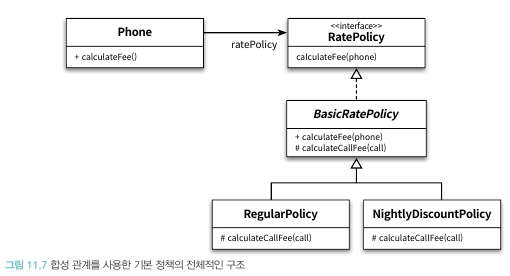 Phone
+ calculateFee()
ratePolicy
<<interface>>
RatePolicy
calculateFee(phone)
BasicRatePolicy
+ calculateFee(phone)
# calculateCallFee(call)
RegularPolicy
# calculateCallFee(call)
NightlyDiscountPolicy
# calculateCallFee(call)
그림 11.7 합성 관계를 사용한 기본 정책의 전체적인 구조